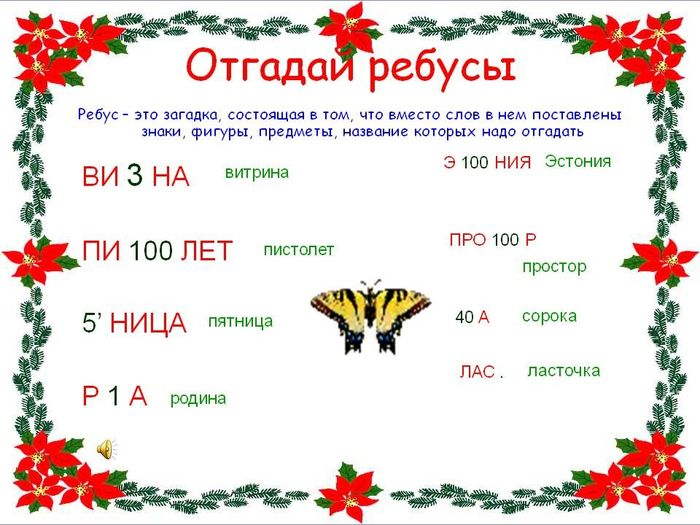 Отгадай ребусы
Ребус – это загадка, состоящая в том, что вместо слов в нем поставлены
знаки, фигуры, предметы, название которых надо отгадать
ВИ 3 НА витрина
ПИ 100 ЛЕТ пистолет
5’ НИЦА пятница
Р 1 А родина
Э 100 НИЯ Эстония
ПРО 100 Р
простор
40 А сорока
ЛАС . ласточка